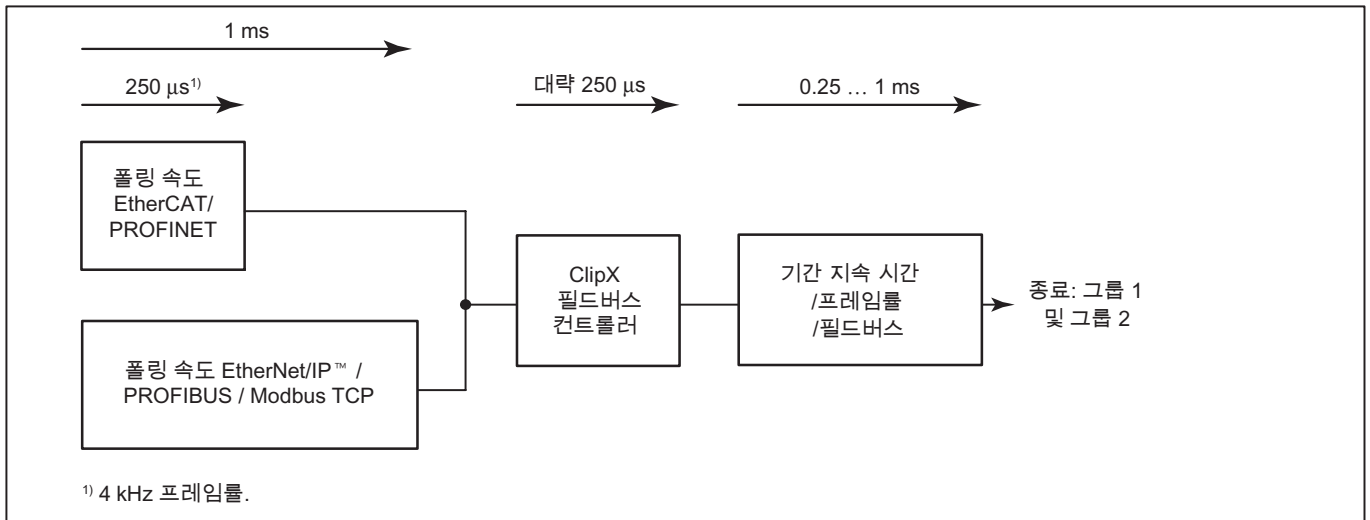 1 ms
250 μs1)
대략 250 μs
0.25 … 1 ms
폴링 속도
EtherCAT/
PROFINET
ClipX
필드버스
컨트롤러
기간 지속 시간
/프레임률
/필드버스
종료: 그룹 1
및 그룹 2
폴링 속도 EtherNet/IP™ /
PROFIBUS / Modbus TCP
1) 4 kHz 프레임률.